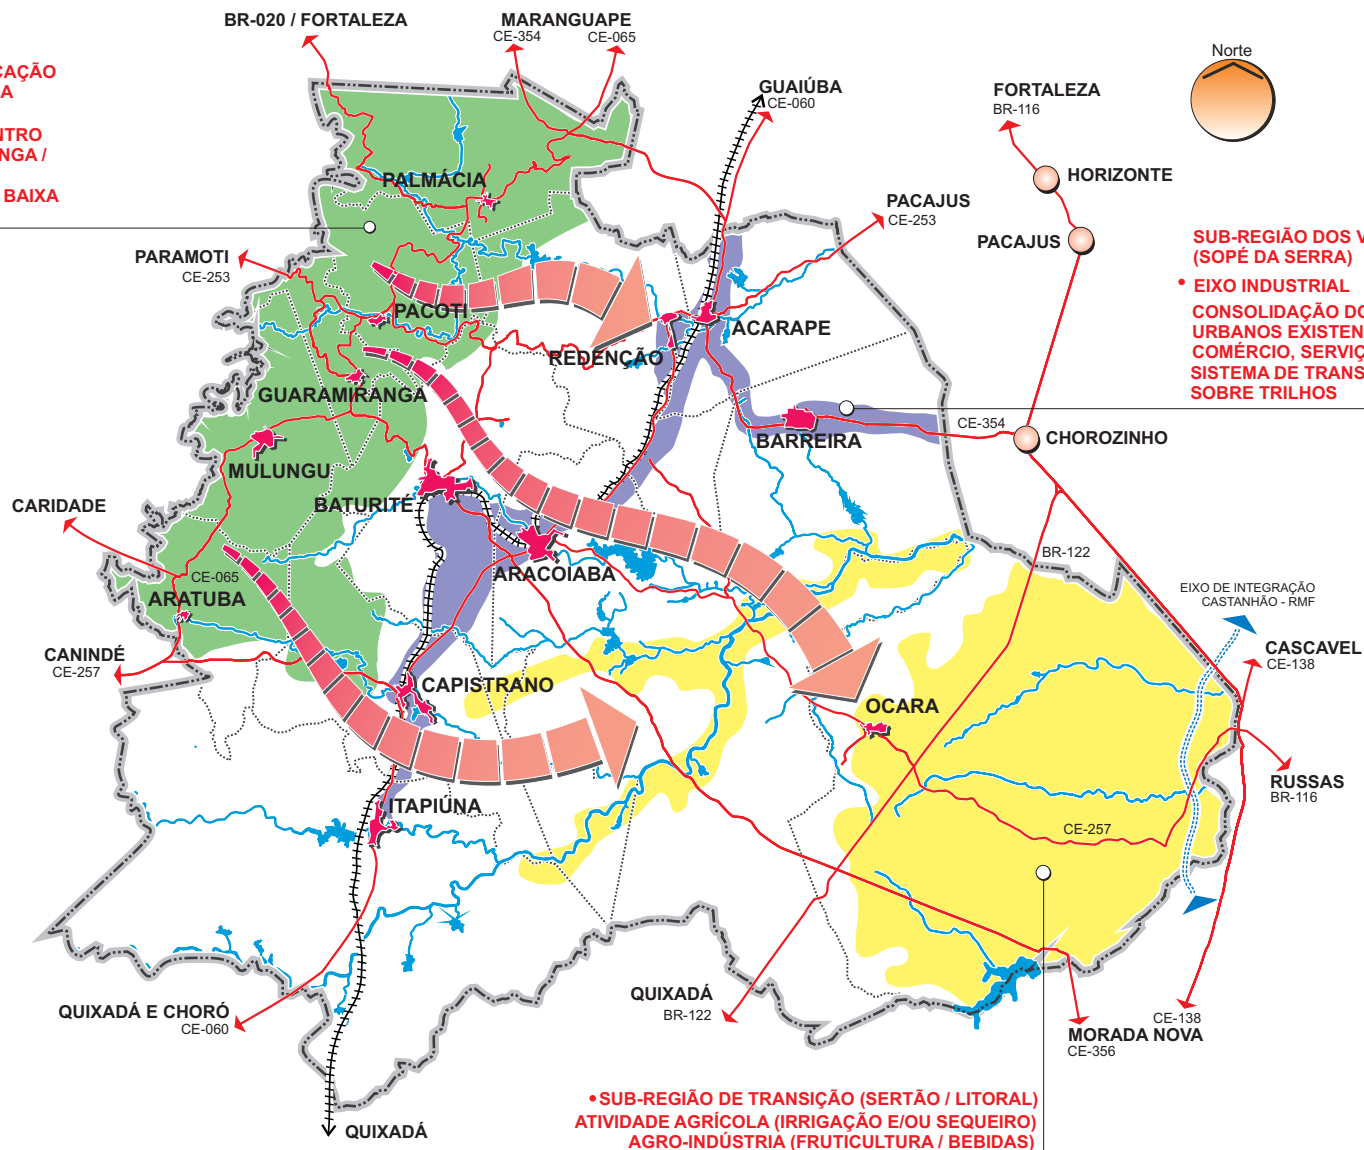 BR-020 / FORTALEZA
MARANGUAPE
CE-354
CE-065
Norte
GUAIÚBA
CE-060
FORTALEZA
BR-116
HORIZONTE
PACAJUS
NTRO
NGA /
BAIXA
PALMÁCIA
PACAJUS
CE-253
PARAMOTI
CE-253
SUB-REGIÃO DOS V
(SOPÉ DA SERRA)
• EIXO INDUSTRIAL
CONSOLIDAÇÃO DO
URBANOS EXISTEN
COMÉRCIO, SERVIÇ
SISTEMA DE TRANS
SOBRE TRILHOS
PACOTI
ACARAPE
REDENÇÃO
GUARAMIRANGA
CE-354
CHOROZINHO
BARREIRA
MULUNGU
BATURITÉ
CARIDADE
BR-122
ARACOIABA
CE-065
ARATUBA
EIXO DE INTEGRAÇÃO
CASTANHÃO - RMF
CASCAVEL
CE-138
CANINDÉ
CE-257
CAPISTRANO
OCARA
RUSSAS
BR-116
ITAPIÚNA
CE-257
QUIXADÁ
BR-122
QUIXADÁ E CHORÓ
CE-060
CE-138
MORADA NOVA
CE-356
QUIXADÁ
• SUB-REGIÃO DE TRANSIÇÃO (SERTÃO / LITORAL)
ATIVIDADE AGRÍCOLA (IRRIGAÇÃO E/OU SEQUEIRO)
AGRO-INDÚSTRIA (FRUTICULTURA / BEBIDAS)